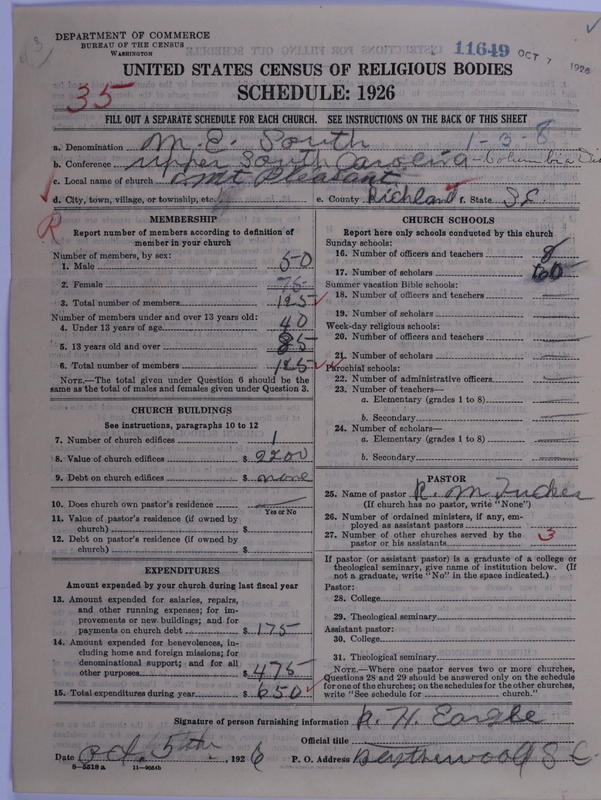 DEPARTMENT OF COMMERCE
BUREAU OF THE CENSUS
WASHINGTON
11649 OCT 7 1926
UNITED STATES CENSUS OF RELIGIOUS BODIES
35
SCHEDULE: 1926
FILL OUT A SEPARATE SCHEDULE FOR EACH CHURCH. SEE INSTRUCTIONS ON THE BACK OF THIS SHEET
a. Denomination M. E. South 1-3-8
b. Conference upper South Carolina - Columbia Dis
c. Local name of church Mt Pleasant
d. City, town, village, or township, etc. e. County Richland f. State S.C.
R
MEMBERSHIP
Report number of members according to definition of
member in your church
Number of members, by sex:
1. Male 50
2. Female 75
3. Total number of members 125
Number of members under and over 13 years old:
4. Under 13 years of age 40
5. 13 years old and over 85
6. Total number of members 125
NOTE.—The total given under Question 6 should be the
same as the total of males and females given under Question 3.
CHURCH BUILDINGS
See instructions, paragraphs 10 to 12
7. Number of church edifices 1
8. Value of church edifices $ 2200
9. Debt on church edifices $ none
10. Does church own pastor's residence
Yes or No
11. Value of pastor's residence (if owned by
church) $
12. Debt on pastor's residence (if owned by
church) $
EXPENDITURES
Amount expended by your church during last fiscal year
13. Amount expended for salaries, repairs,
and other running expenses; for im-
provements or new buildings; and for
payments on church debt $ 175
14. Amount expended for benevolences, in-
cluding home and foreign missions; for
denominational support; and for all
other purposes $ 475
15. Total expenditures during year $ 650
CHURCH SCHOOLS
Report here only schools conducted by this church
Sunday schools:
16. Number of officers and teachers 8
17. Number of scholars 60
Summer vacation Bible schools:
18. Number of officers and teachers
19. Number of scholars
Week-day religious schools:
20. Number of officers and teachers
21. Number of scholars
Parochial schools:
22. Number of administrative officers
23. Number of teachers—
a. Elementary (grades 1 to 8)
b. Secondary
24. Number of scholars—
a. Elementary (grades 1 to 8)
b. Secondary
PASTOR
25. Name of pastor R. M. Tucker
(If church has no pastor, write "None")
26. Number of ordained ministers, if any, em-
ployed as assistant pastors
27. Number of other churches served by the
pastor or his assistants 3
If pastor (or assistant pastor) is a graduate of a college or
theological seminary, give name of institution below. (If
not a graduate, write "No" in the space indicated.)
Pastor:
28. College
29. Theological seminary
Assistant pastor:
30. College
31. Theological seminary
NOTE.—Where one pastor serves two or more churches,
Questions 28 and 29 should be answered only on the schedule
for one of the churches; on the schedules for the other churches,
write "See schedule for church."
Signature of person furnishing information R. H. Eargle
Official title
Date Oct. 5th, 1926 P. O. Address Blythewood S C.
8-5518 a 11-9054b